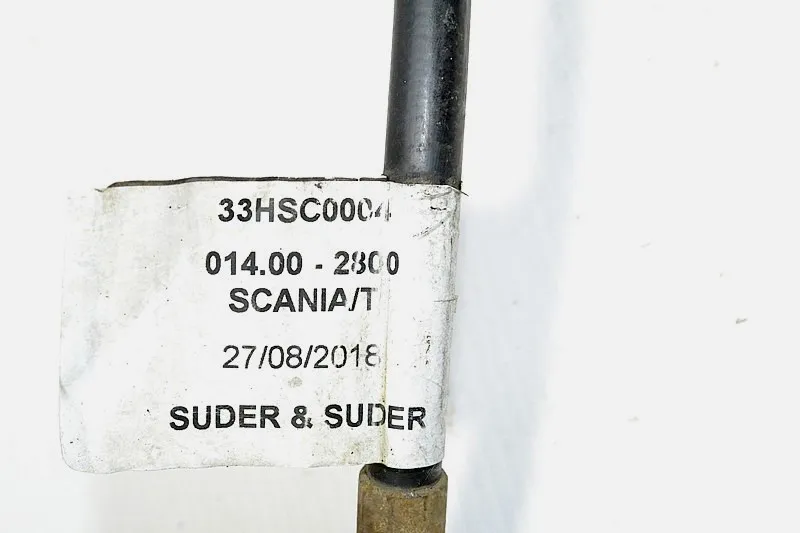 33HSC0004
014.00 - 2800
SCANIA/T
27/08/2018
SUDER & SUDER